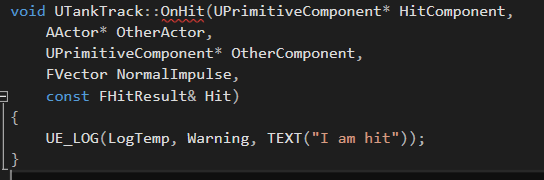 void UTankTrack::OnHit(UPrimitiveComponent* HitComponent,
AActor* OtherActor,
UPrimitiveComponent* OtherComponent,
FVector NormalImpulse,
const FHitResult& Hit)
{
UE_LOG(LogTemp, Warning, TEXT("I am hit"));
}